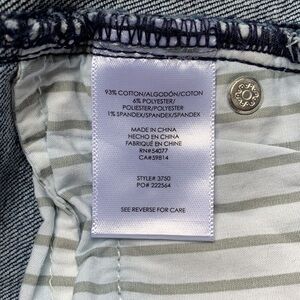 93% COTTON/ALGODÓN/COTON
6% POLYESTER/
POLIESTER/POLYESTER
1% SPANDEX/SPANDEX/SPANDEX
MADE IN CHINA
HECHO EN CHINA
FABRIQUÉ EN CHINE
RN#54077
CA#59814
STYLE# 3750
PO# 222564
SEE REVERSE FOR CARE